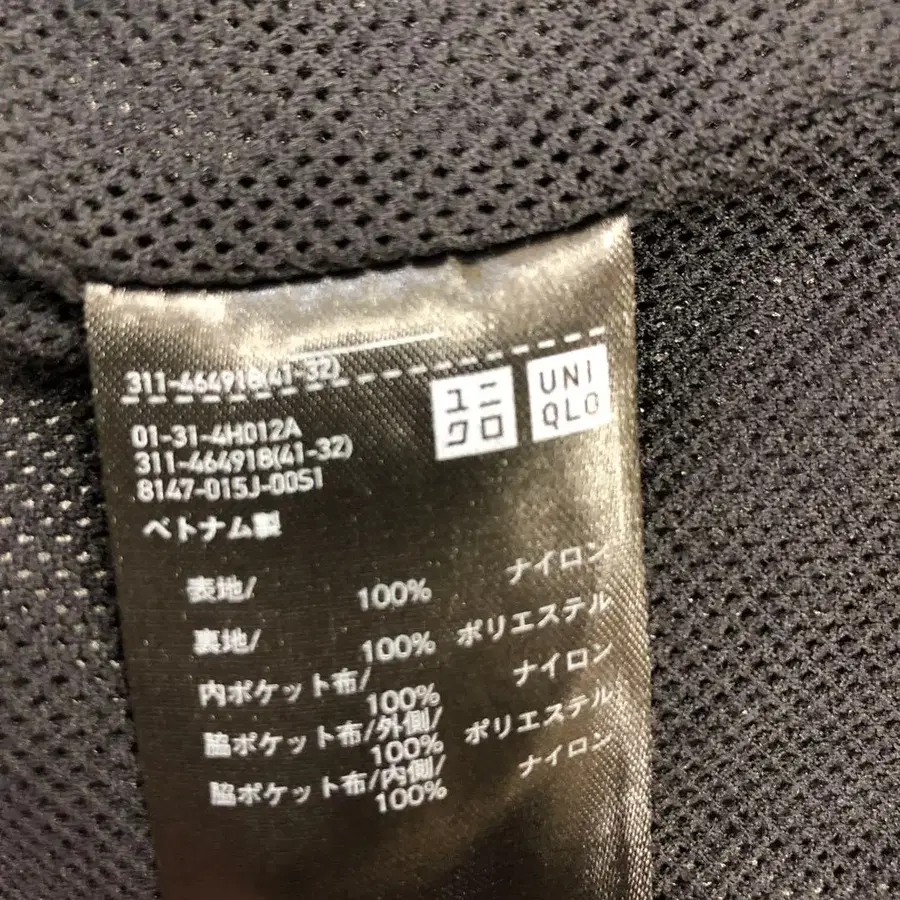 311-464918(41-32)
ユニ
クロ
UNI
QLO
01-31-4H012A
311-464918(41-32)
8147-015J-00S1
ベトナム製
表地/
100% ナイロン
裏地/
100% ポリエステル
内ポケット布/
100% ナイロン
脇ポケット布/外側/
100% ポリエステル
脇ポケット布/内側/
100% ナイロン